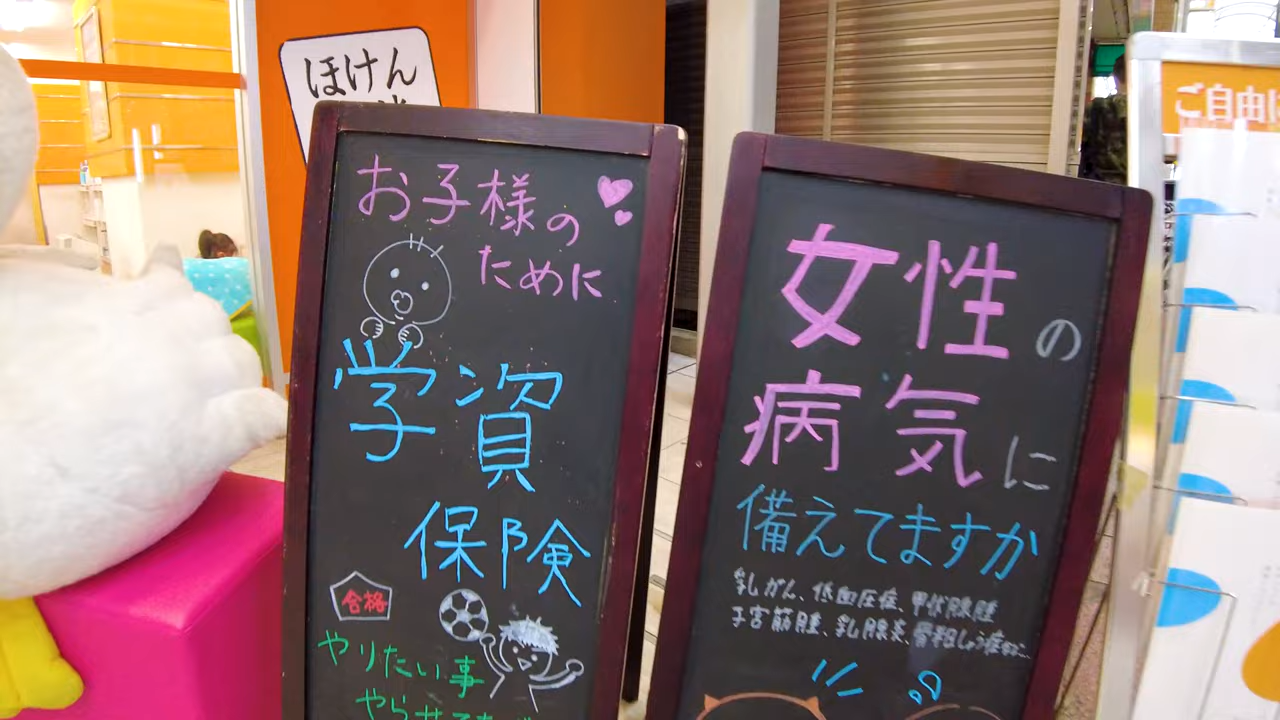 ほけん
お子様の
ために
学資
保険
合格
やりたい事
女性の
病気に
備えてますか
乳がん、低血圧症、甲状腺腫
子宮筋腫、乳腺炎、骨粗しょう症
ご自由に